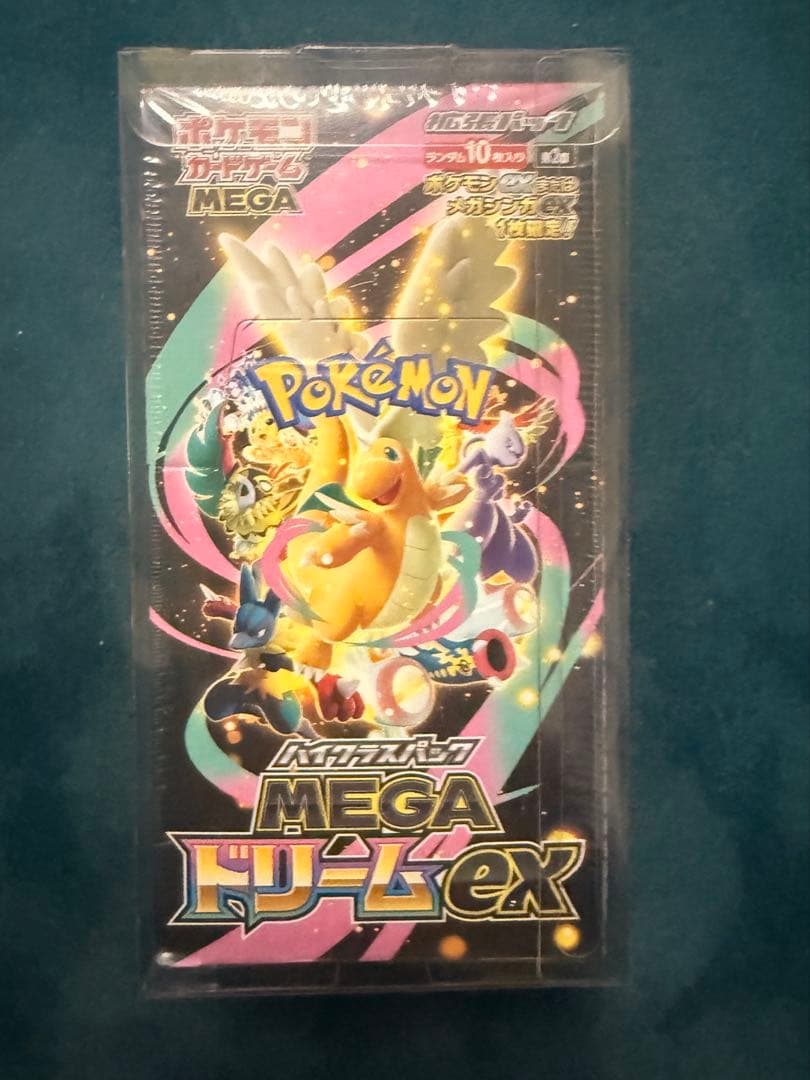 ポケモン
カードゲーム
MEGA
拡張パック
ランダム10枚入り
ポケモンexまたは
メガシンカex
1枚確定!!
POKéMON
ハイクラスパック
MEGA
ドリームex